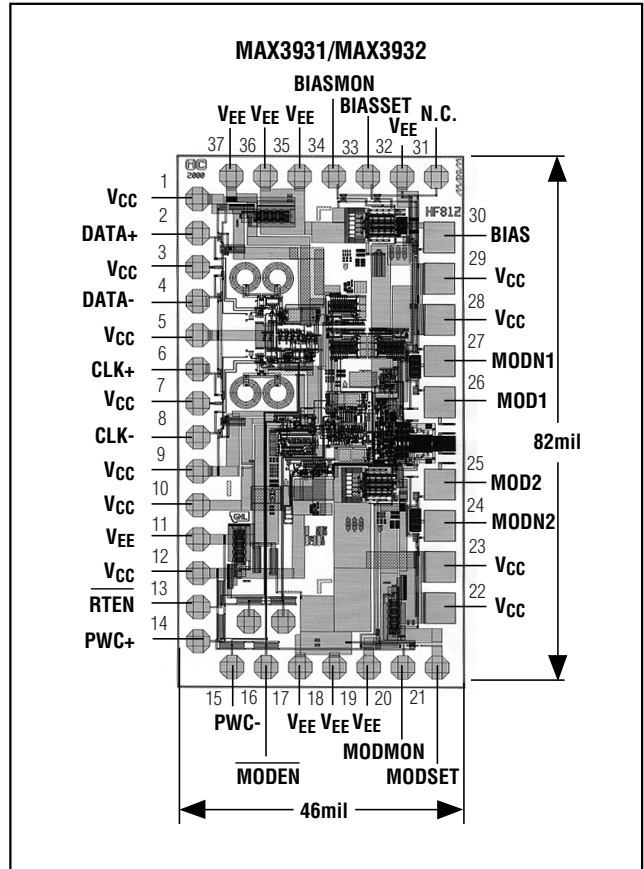 MAX3931/MAX3932
BIASMON
BIASSET
VEE VEE VEE
VEE
N.C.
37 36 35 34 33 32 31
HC
2000
HF81Z
1
VCC
2
DATA+
3
VCC
4
DATA-
5
VCC
6
CLK+
7
VCC
8
CLK-
9
VCC
10
VCC
11
VEE
12
VCC
13
RTEN
14
PWC+
GHL
30
BIAS
29
VCC
28
VCC
27
MODN1
26
MOD1
82mil
25
MOD2
24
MODN2
23
VCC
22
VCC
15 16 17 18 19 20 21
PWC-
VEE VEE VEE
MODMON
MODEN
MODSET
46mil